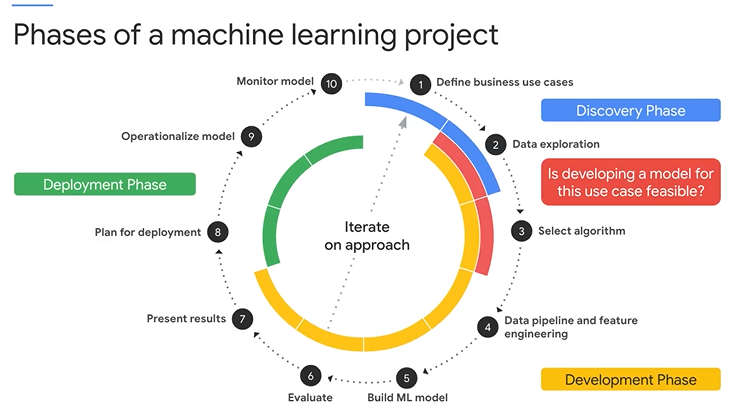 Phases of a machine learning project
Monitor model
10
1
Define business use cases
Discovery Phase
Operationalize model
9
2
Data exploration
Is developing a model for
this use case feasible?
Deployment Phase
Iterate
on approach
Plan for deployment
8
3
Select algorithm
Present results
7
4
Data pipeline and feature
engineering
6
5
Evaluate
Build ML model
Development Phase